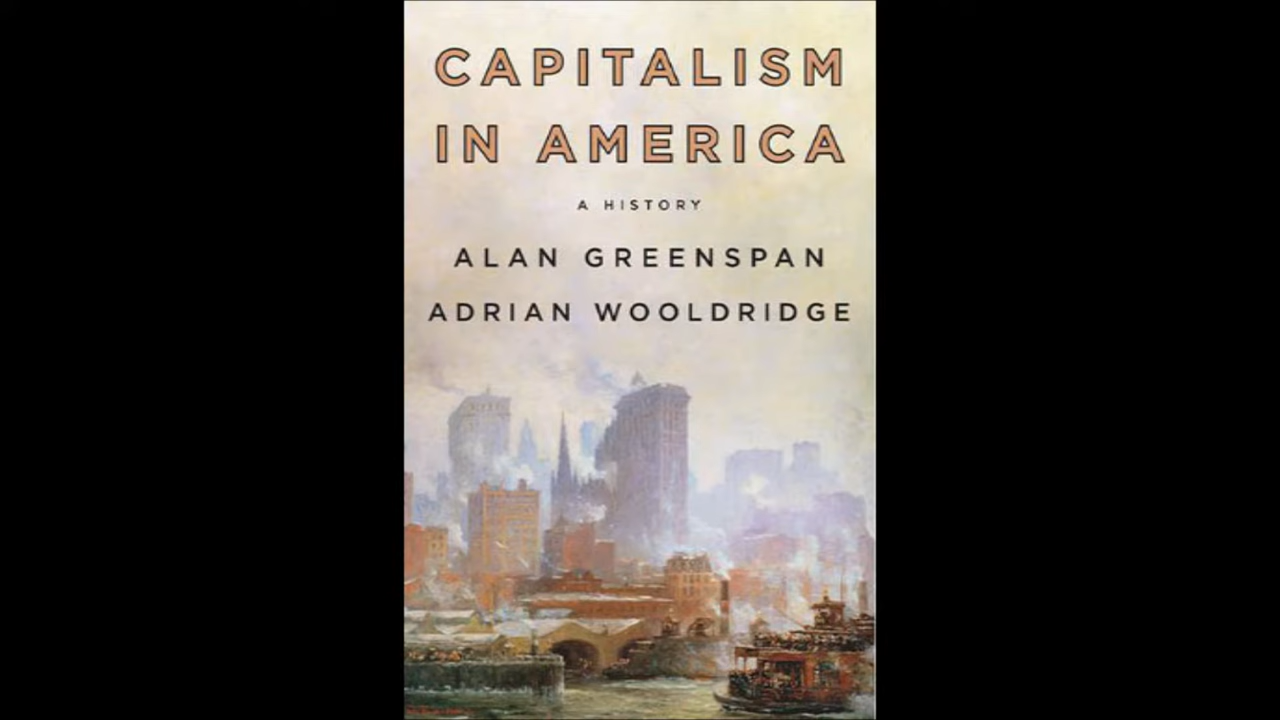 CAPITALISM
IN AMERICA
A HISTORY
ALAN GREENSPAN
ADRIAN WOOLDRIDGE